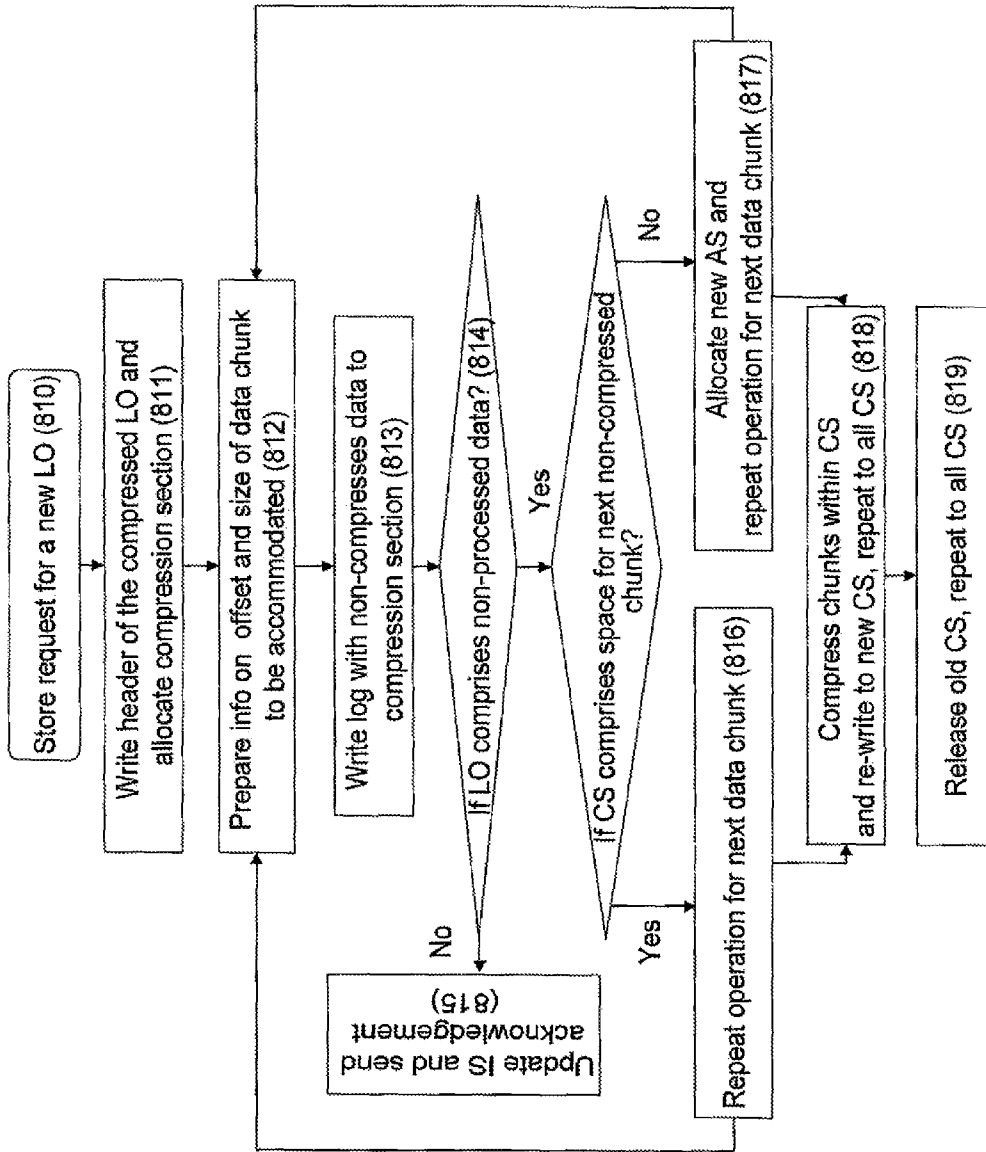 Store request for a new LO (810)
Write header of the compressed LO and
allocate compression section (811)
Prepare info on offset and size of data chunk
to be accommodated (812)
Write log with non-compresses data to
compression section (813)
If LO comprises non-processed data? (814)
No
Yes
Update IS and send
acknowledgement
(815)
If CS comprises space for next non-compressed
chunk?
Yes
No
Repeat operation for next data chunk (816)
Allocate new AS and
repeat operation for next data chunk (817)
Compress chunks within CS
and re-write to new CS, repeat to all CS (818)
Release old CS, repeat to all CS (819)